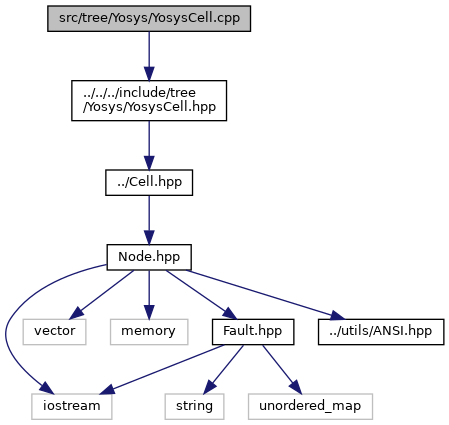 src/tree/Yosys/YosysCell.cpp
../../../include/tree
/Yosys/YosysCell.hpp
../Cell.hpp
Node.hpp
vector
memory
Fault.hpp
../utils/ANSI.hpp
iostream
string
unordered_map